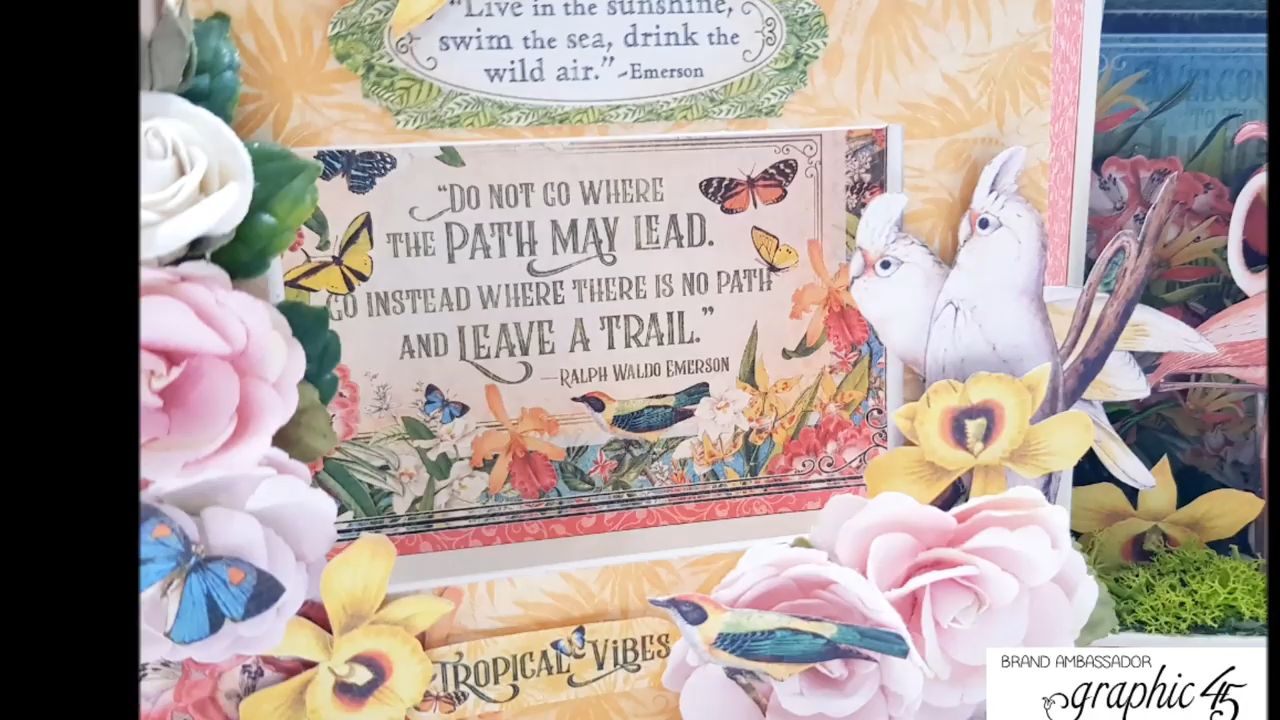 "Live in the sunshine,
swim the sea, drink the
wild air." -Emerson
"DO NOT GO WHERE
THE PATH MAY LEAD.
GO INSTEAD WHERE THERE IS NO PATH
AND LEAVE A TRAIL."
—RALPH WALDO EMERSON
WELCOME
TO
TROPICAL VIBES
BRAND AMBASSADOR
graphic 45